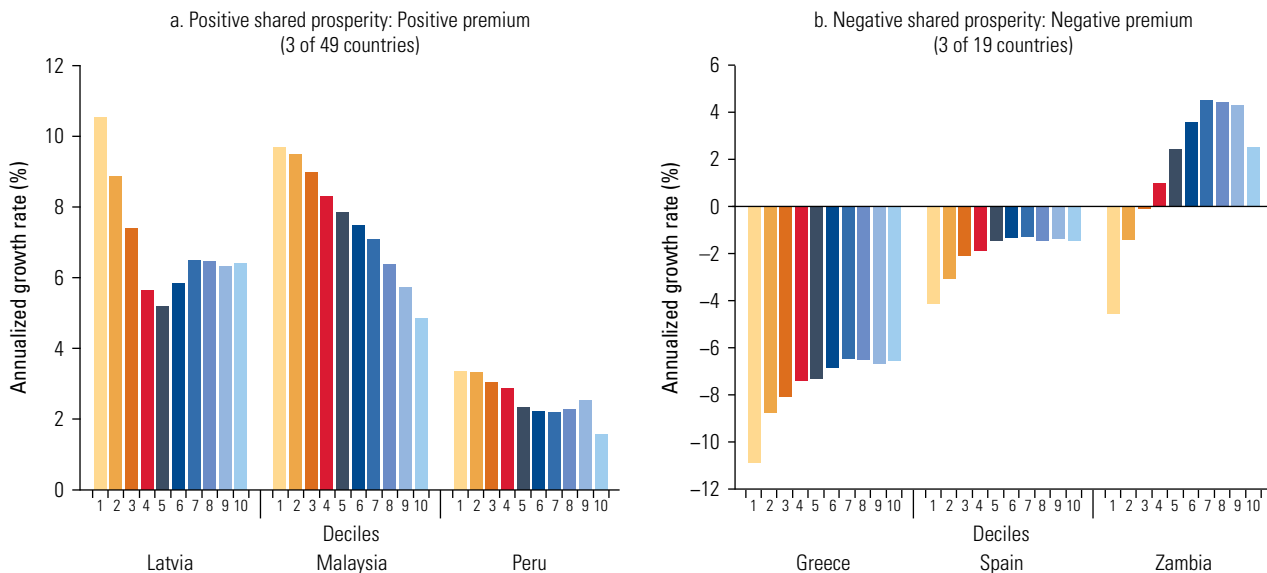 a. Positive shared prosperity: Positive premium
(3 of 49 countries)
Annualized growth rate (%)
12
10
8
6
4
2
0
1 2 3 4 5 6 7 8 9 10 1 2 3 4 5 6 7 8 9 10 1 2 3 4 5 6 7 8 9 10
Deciles
Latvia Malaysia Peru
b. Negative shared prosperity: Negative premium
(3 of 19 countries)
Annualized growth rate (%)
6
4
2
0
–2
–4
–6
–8
–10
–12
1 2 3 4 5 6 7 8 9 10 1 2 3 4 5 6 7 8 9 10 1 2 3 4 5 6 7 8 9 10
Deciles
Greece Spain Zambia